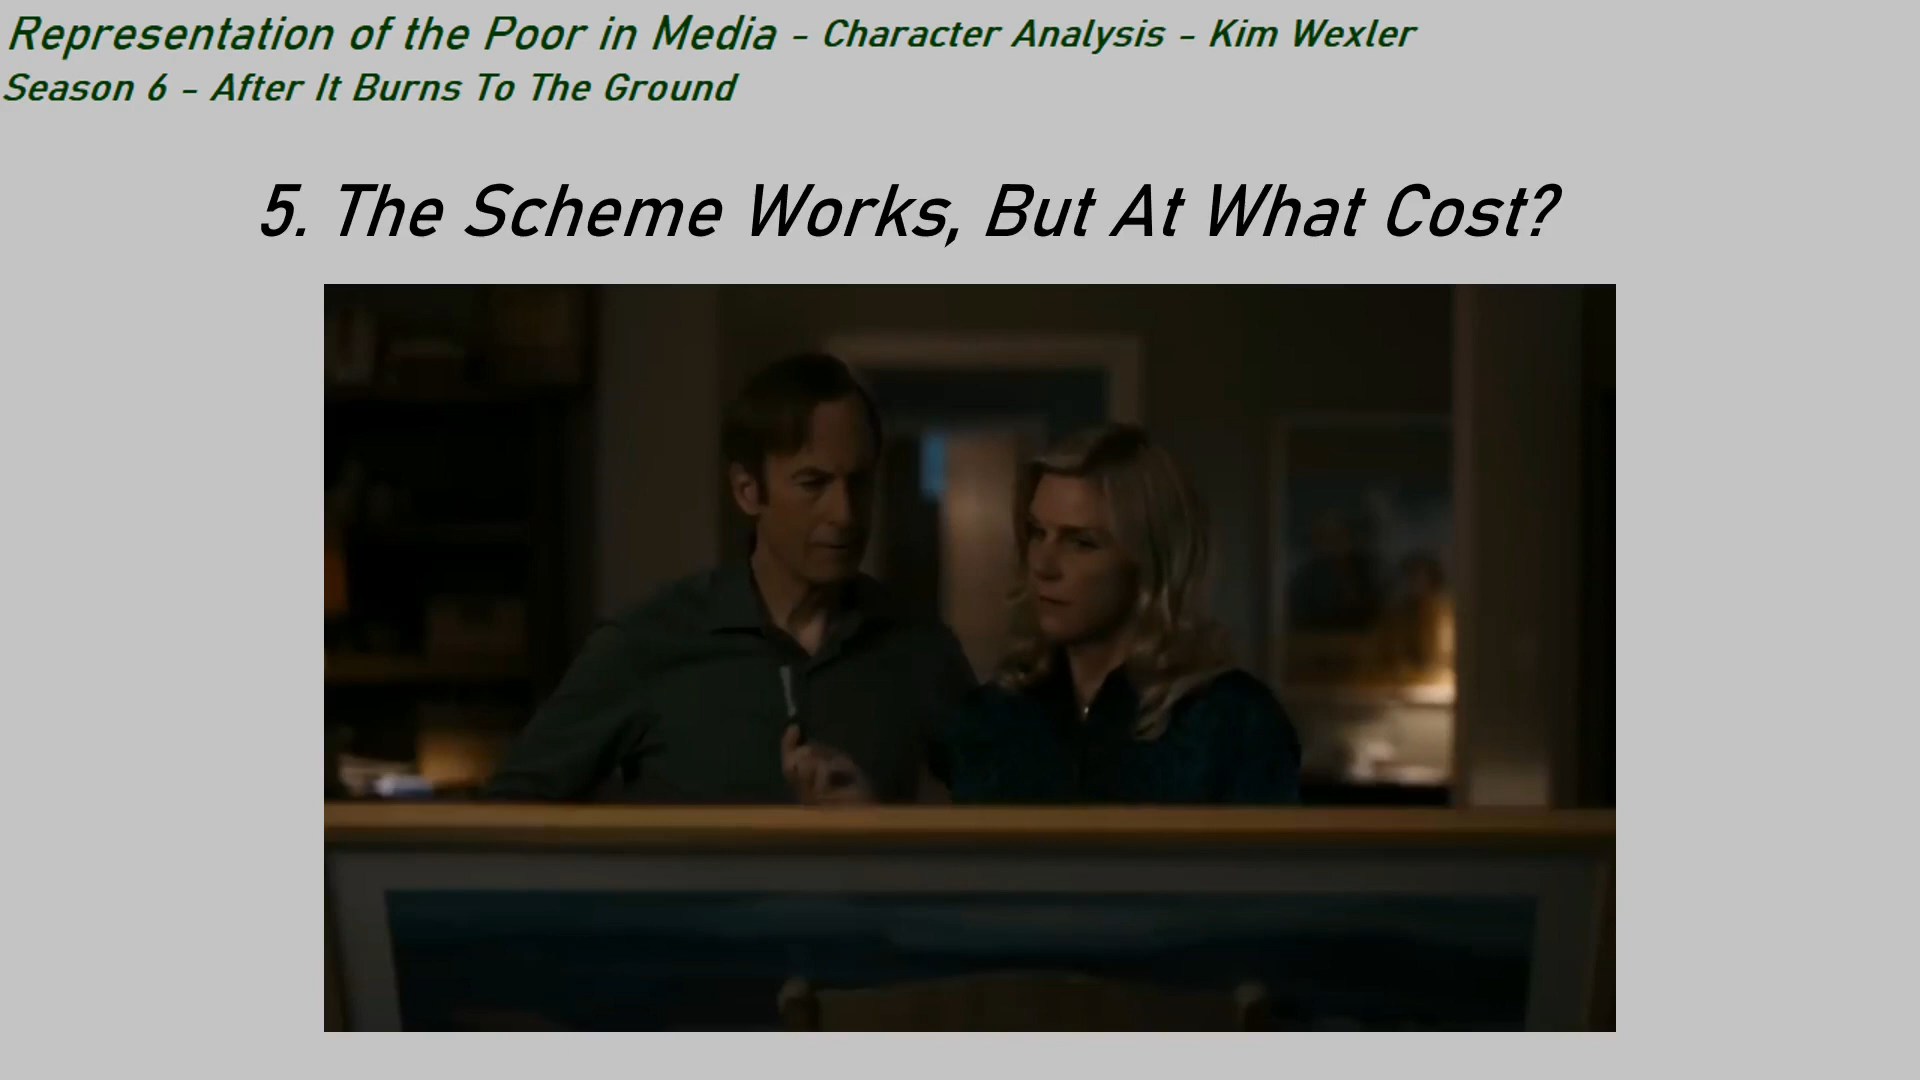 Representation of the Poor in Media - Character Analysis - Kim Wexler
Season 6 - After It Burns To The Ground
5. The Scheme Works, But At What Cost?